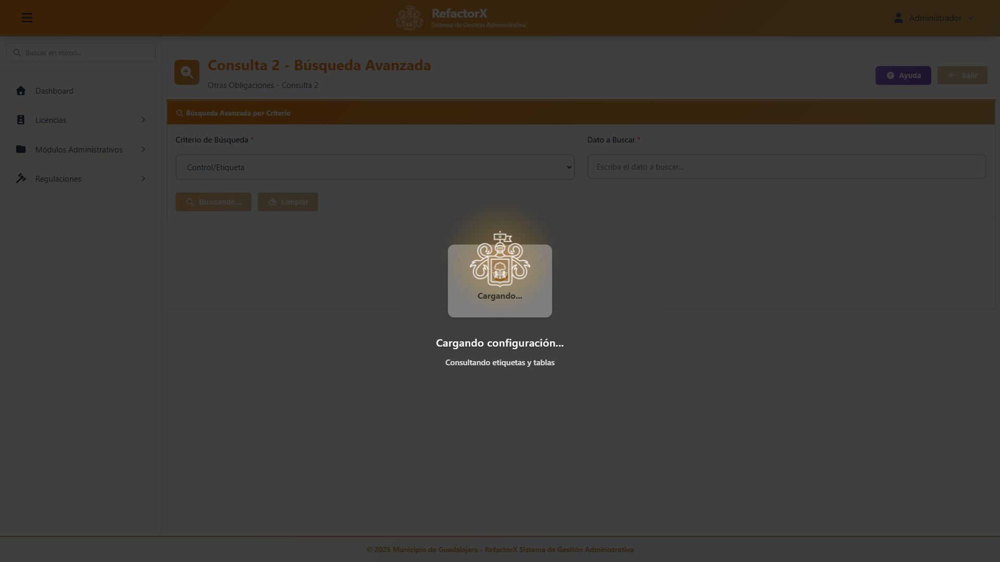 RefactorX
Sistema de Gestión Administrativa
Administrador
Buscar en menú...
Dashboard
Licencias
Módulos Administrativos
Regulaciones
Consulta 2 - Búsqueda Avanzada
Otras Obligaciones - Consulta 2
Ayuda
Salir
Búsqueda Avanzada por Criterio
Criterio de Búsqueda *
Dato a Buscar *
Control/Etiqueta
Escriba el dato a buscar...
Buscando...
Limpiar
Cargando...
Cargando configuración...
Consultando etiquetas y tablas
© 2025 Municipio de Guadalajara - RefactorX Sistema de Gestión Administrativa